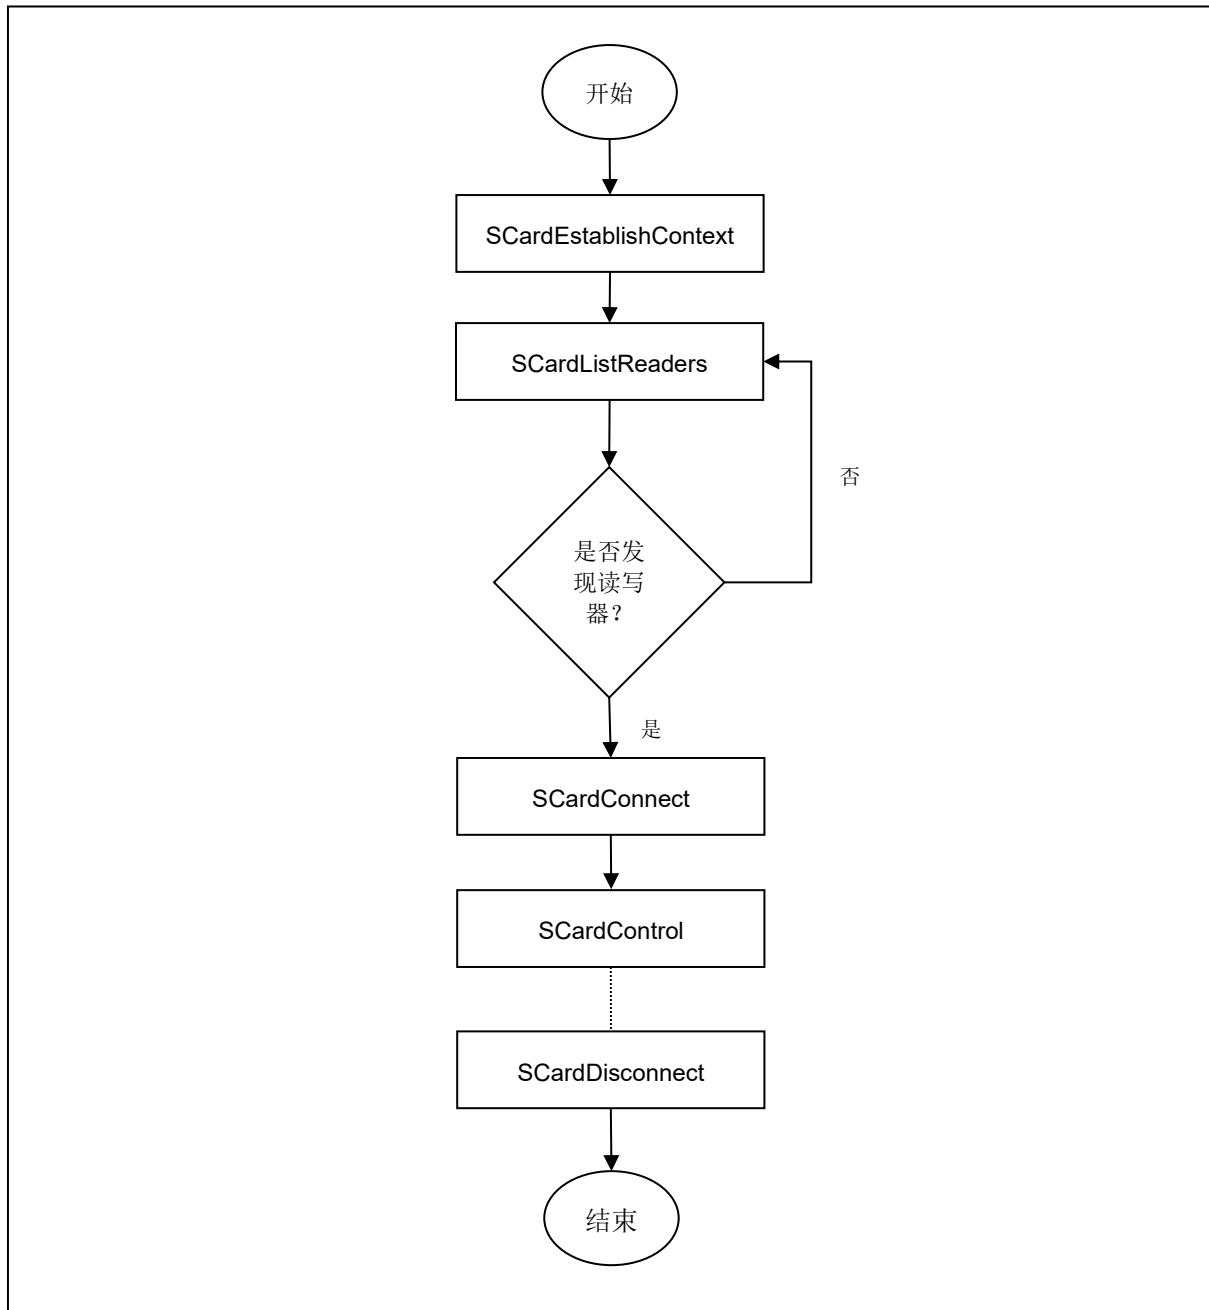 开始
SCardEstablishContext
SCardListReaders
否
是否发
现读写
器？
是
SCardConnect
SCardControl
SCardDisconnect
结束